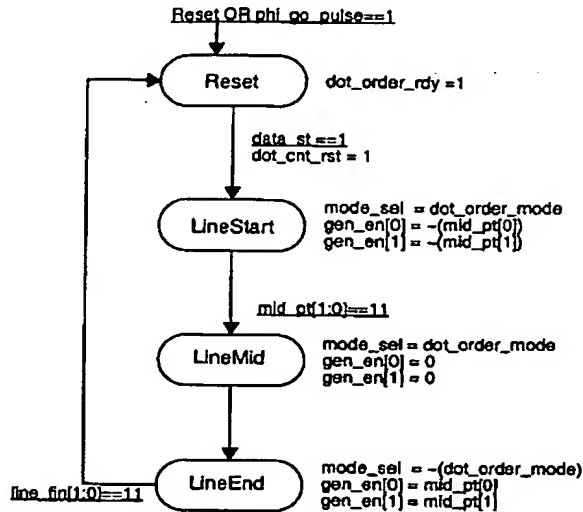 Reset OR phi_go_pulse==1
Reset
dot_order_rdy =1
data_st==1
dot_cnt_rst = 1
LineStart
mode_sel = dot_order_mode
gen_en[0] = ~(mid_pt[0])
gen_en[1] = ~(mid_pt[1])
mid_pt[1:0]==11
LineMid
mode_sel = dot_order_mode
gen_en[0] = 0
gen_en[1] = 0
LineEnd
mode_sel = ~(dot_order_mode)
gen_en[0] = mid_pt[0]
gen_en[1] = mid_pt[1]
line_fin[1:0]==11